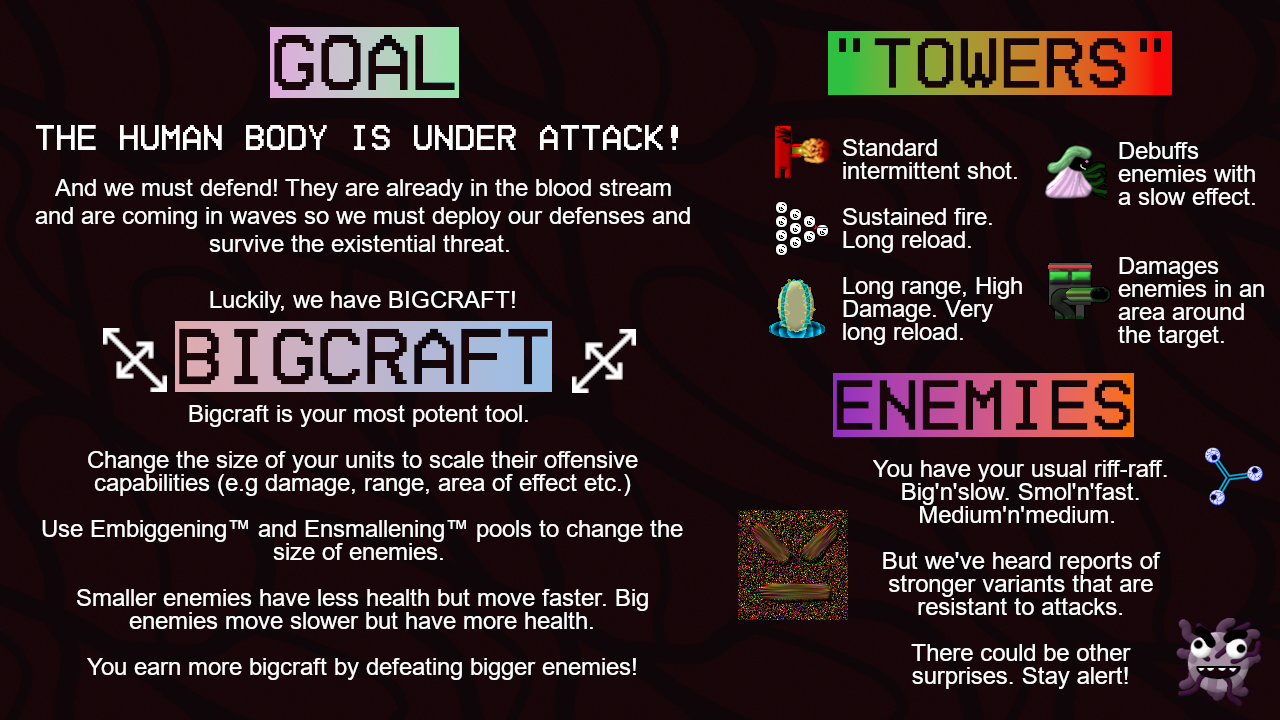 GOAL
THE HUMAN BODY IS UNDER ATTACK!
And we must defend! They are already in the blood stream
and are coming in waves so we must deploy our defenses and
survive the existential threat.
Luckily, we have BIGCRAFT!
BIGCRAFT
Bigcraft is your most potent tool.
Change the size of your units to scale their offensive
capabilities (e.g damage, range, area of effect etc.)
Use Embiggening™ and Ensmallening™ pools to change the
size of enemies.
Smaller enemies have less health but move faster. Big
enemies move slower but have more health.
You earn more bigcraft by defeating bigger enemies!
"TOWERS"
Standard
intermittent shot.
Sustained fire.
Long reload.
Long range, High
Damage. Very
long reload.
Debuffs
enemies with
a slow effect.
Damages
enemies in an
area around
the target.
ENEMIES
You have your usual riff-raff.
Big'n'slow. Smol'n'fast.
Medium'n'medium.
But we've heard reports of
stronger variants that are
resistant to attacks.
There could be other
surprises. Stay alert!